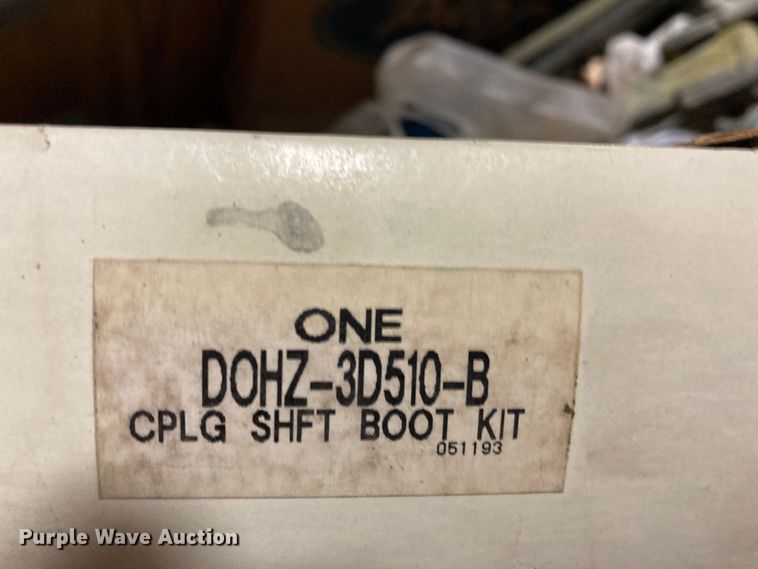 ONE
DOHZ-3D510-B
CPLG SHFT BOOT KIT
051193
Purple Wave Auction